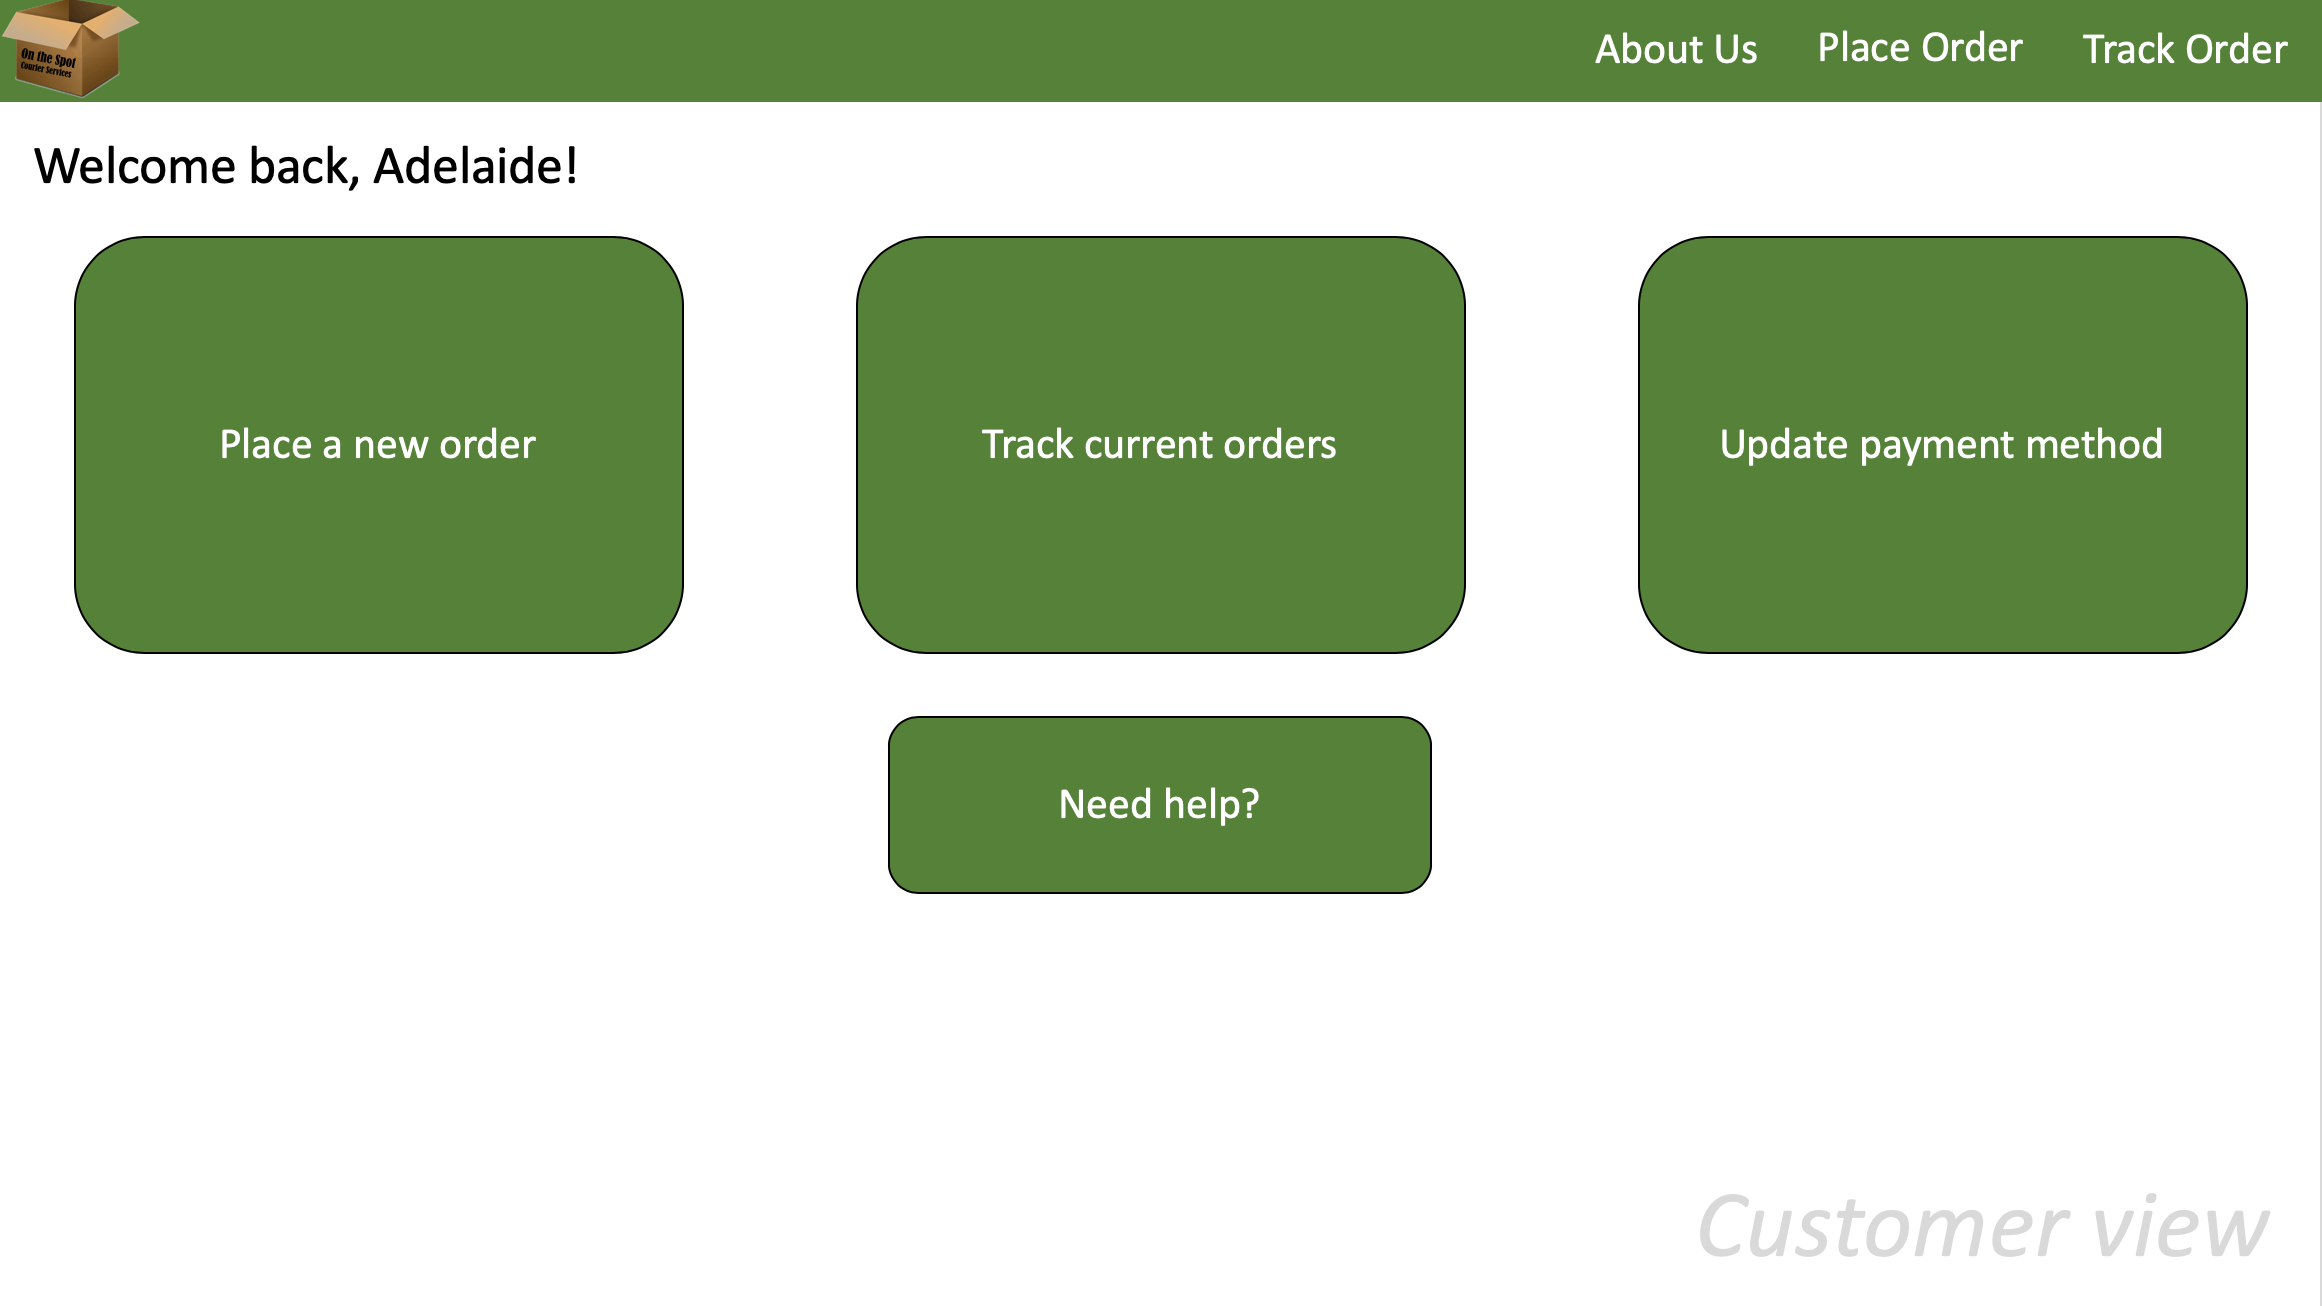 On the Spot
Courier Services
About Us
Place Order
Track Order
Welcome back, Adelaide!
Place a new order
Track current orders
Update payment method
Need help?
Customer view